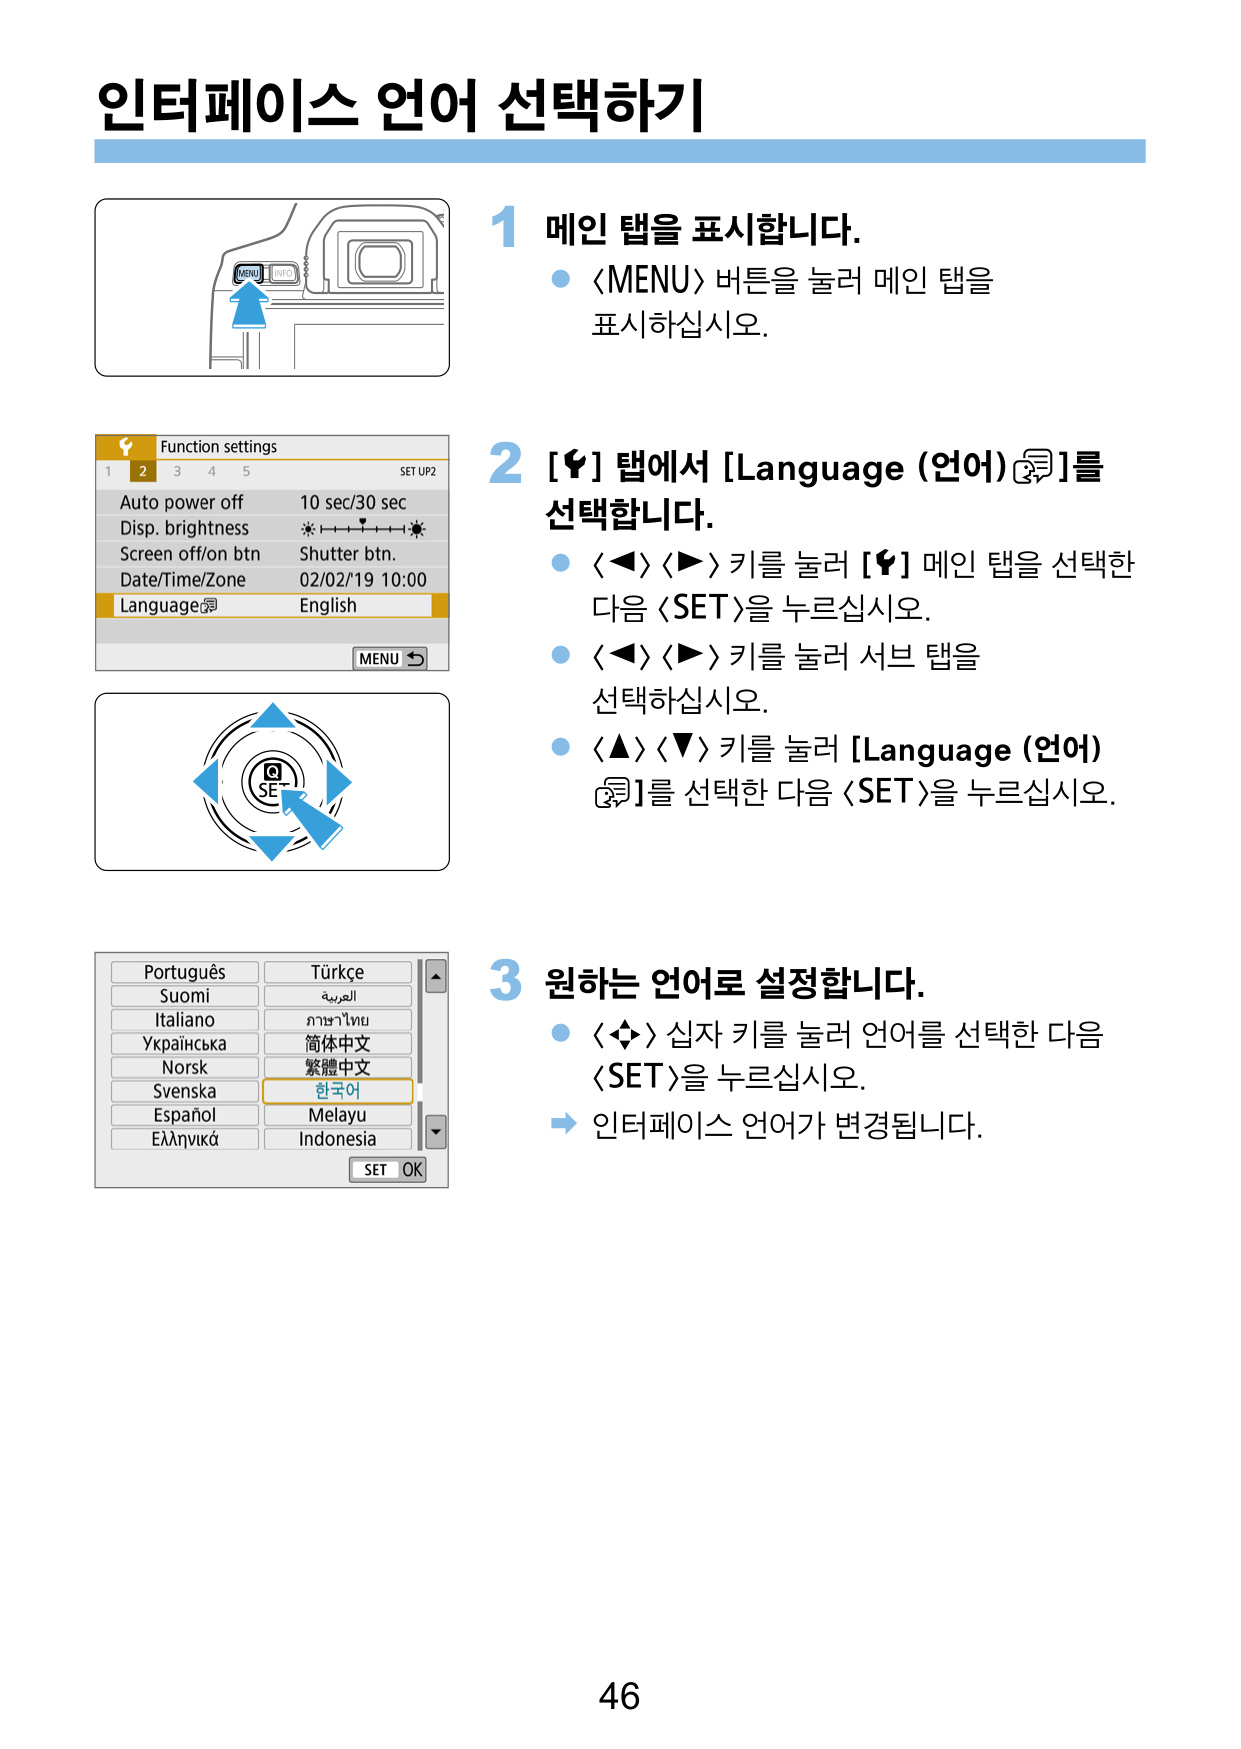 인터페이스 언어 선택하기
MENU INFO
1 메인 탭을 표시합니다.
● 〈MENU〉 버튼을 눌러 메인 탭을
표시하십시오.
Function settings
1 2 3 4 5 SET UP2
Auto power off 10 sec/30 sec
Disp. brightness
Screen off/on btn Shutter btn.
Date/Time/Zone 02/02/'19 10:00
Language English
MENU
Q
SET
2 [ ] 탭에서 [Language (언어) ]를
선택합니다.
● 〈◀〉〈▶〉 키를 눌러 [ ] 메인 탭을 선택한
다음 〈SET〉을 누르십시오.
● 〈◀〉〈▶〉 키를 눌러 서브 탭을
선택하십시오.
● 〈▲〉〈▼〉 키를 눌러 [Language (언어)
]를 선택한 다음 〈SET〉을 누르십시오.
Português Türkçe
Suomi العربية
Italiano ภาษาไทย
Українська 简体中文
Norsk 繁體中文
Svenska 한국어
Español Melayu
Ελληνικά Indonesia
SET OK
3 원하는 언어로 설정합니다.
● 〈 〉 십자 키를 눌러 언어를 선택한 다음
〈SET〉을 누르십시오.
➡ 인터페이스 언어가 변경됩니다.
46